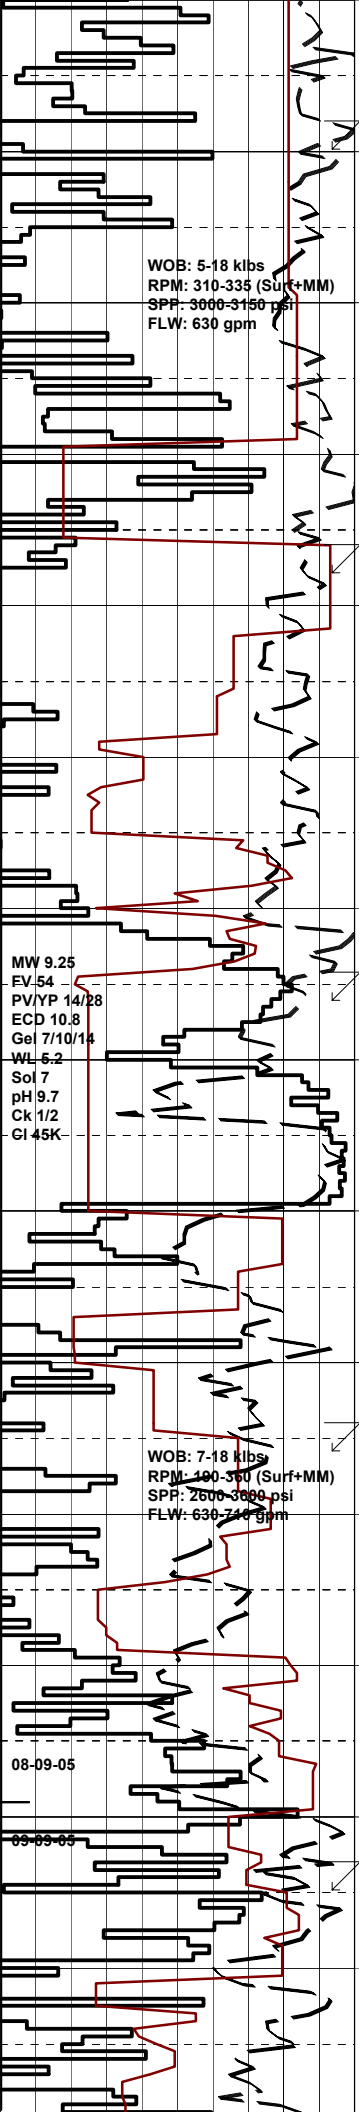 WOB: 5-18 klbs
RPM: 310-335 (Surf+MM)
SPP: 3000-3150 psi
FLW: 630 gpm
MW 9.25
FV 54
PV/YP 14/28
ECD 10.8
Gel 7/10/14
WL 5.2
Sol 7
pH 9.7
Ck 1/2
Cl 45K
WOB: 7-18 klbs
RPM: 190-360 (Surf+MM)
SPP: 2600-3600 psi
FLW: 630-710 gpm
08-09-05
09-09-05